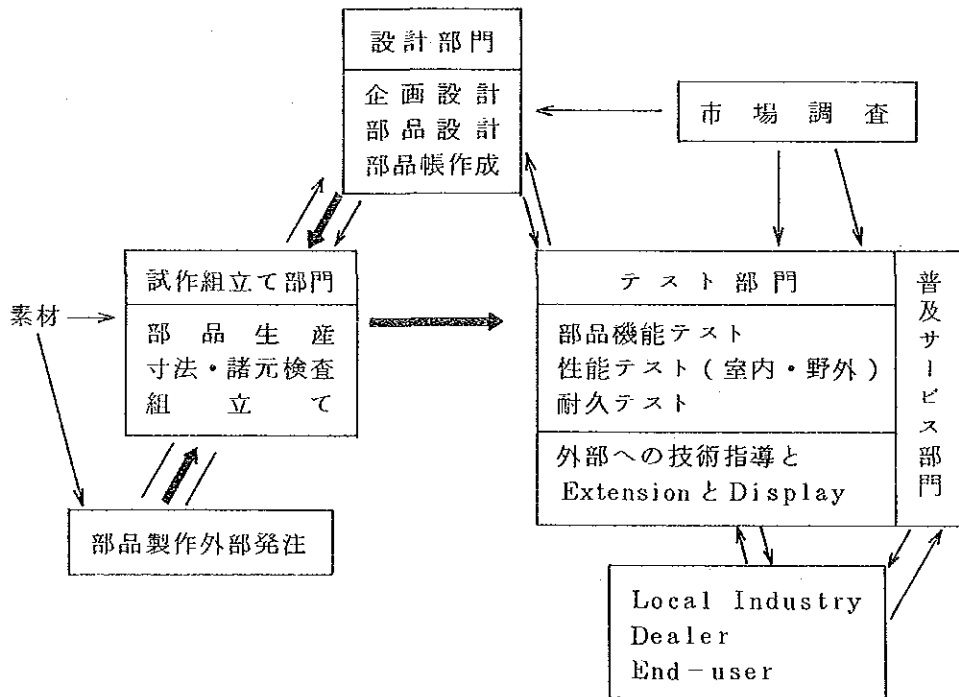 設計部門
企画設計
部品設計
部品帳作成
市場調査
素材
試作組立て部門
部品生産
寸法・諸元検査
組立て
テスト部門
部品機能テスト
性能テスト(室内・野外)
耐久テスト
外部への技術指導と
ExtensionとDisplay
普及サービス部門
部品製作外部発注
Local Industry
Dealer
End-user